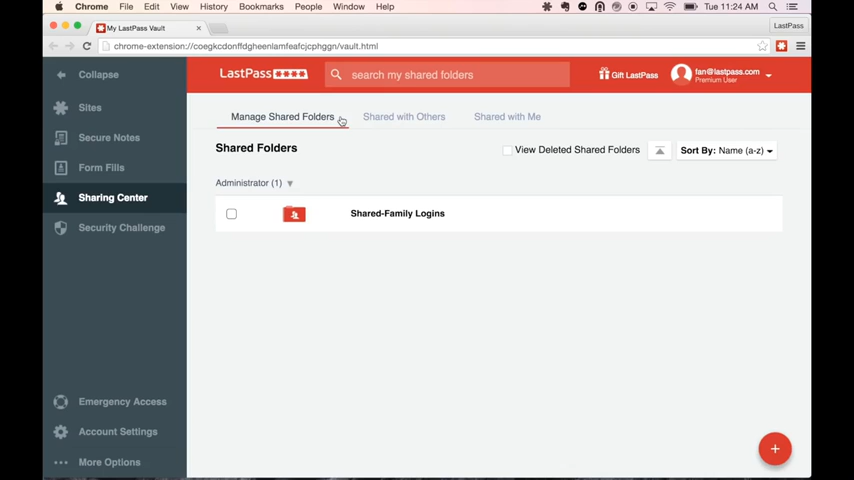 Chrome File Edit View History Bookmarks People Window Help Tue 11:24 AM
My LastPass Vault LastPass
chrome-extension://coegkcdonffdgheenlamfeafcjcphggn/vault.html
Collapse
LastPass
search my shared folders
Gift LastPass
fan@lastpass.com
Premium User
Sites
Secure Notes
Form Fills
Sharing Center
Security Challenge
Emergency Access
Account Settings
More Options
Manage Shared Folders Shared with Others Shared with Me
Shared Folders View Deleted Shared Folders Sort By: Name (a-z)
Administrator (1)
Shared-Family Logins